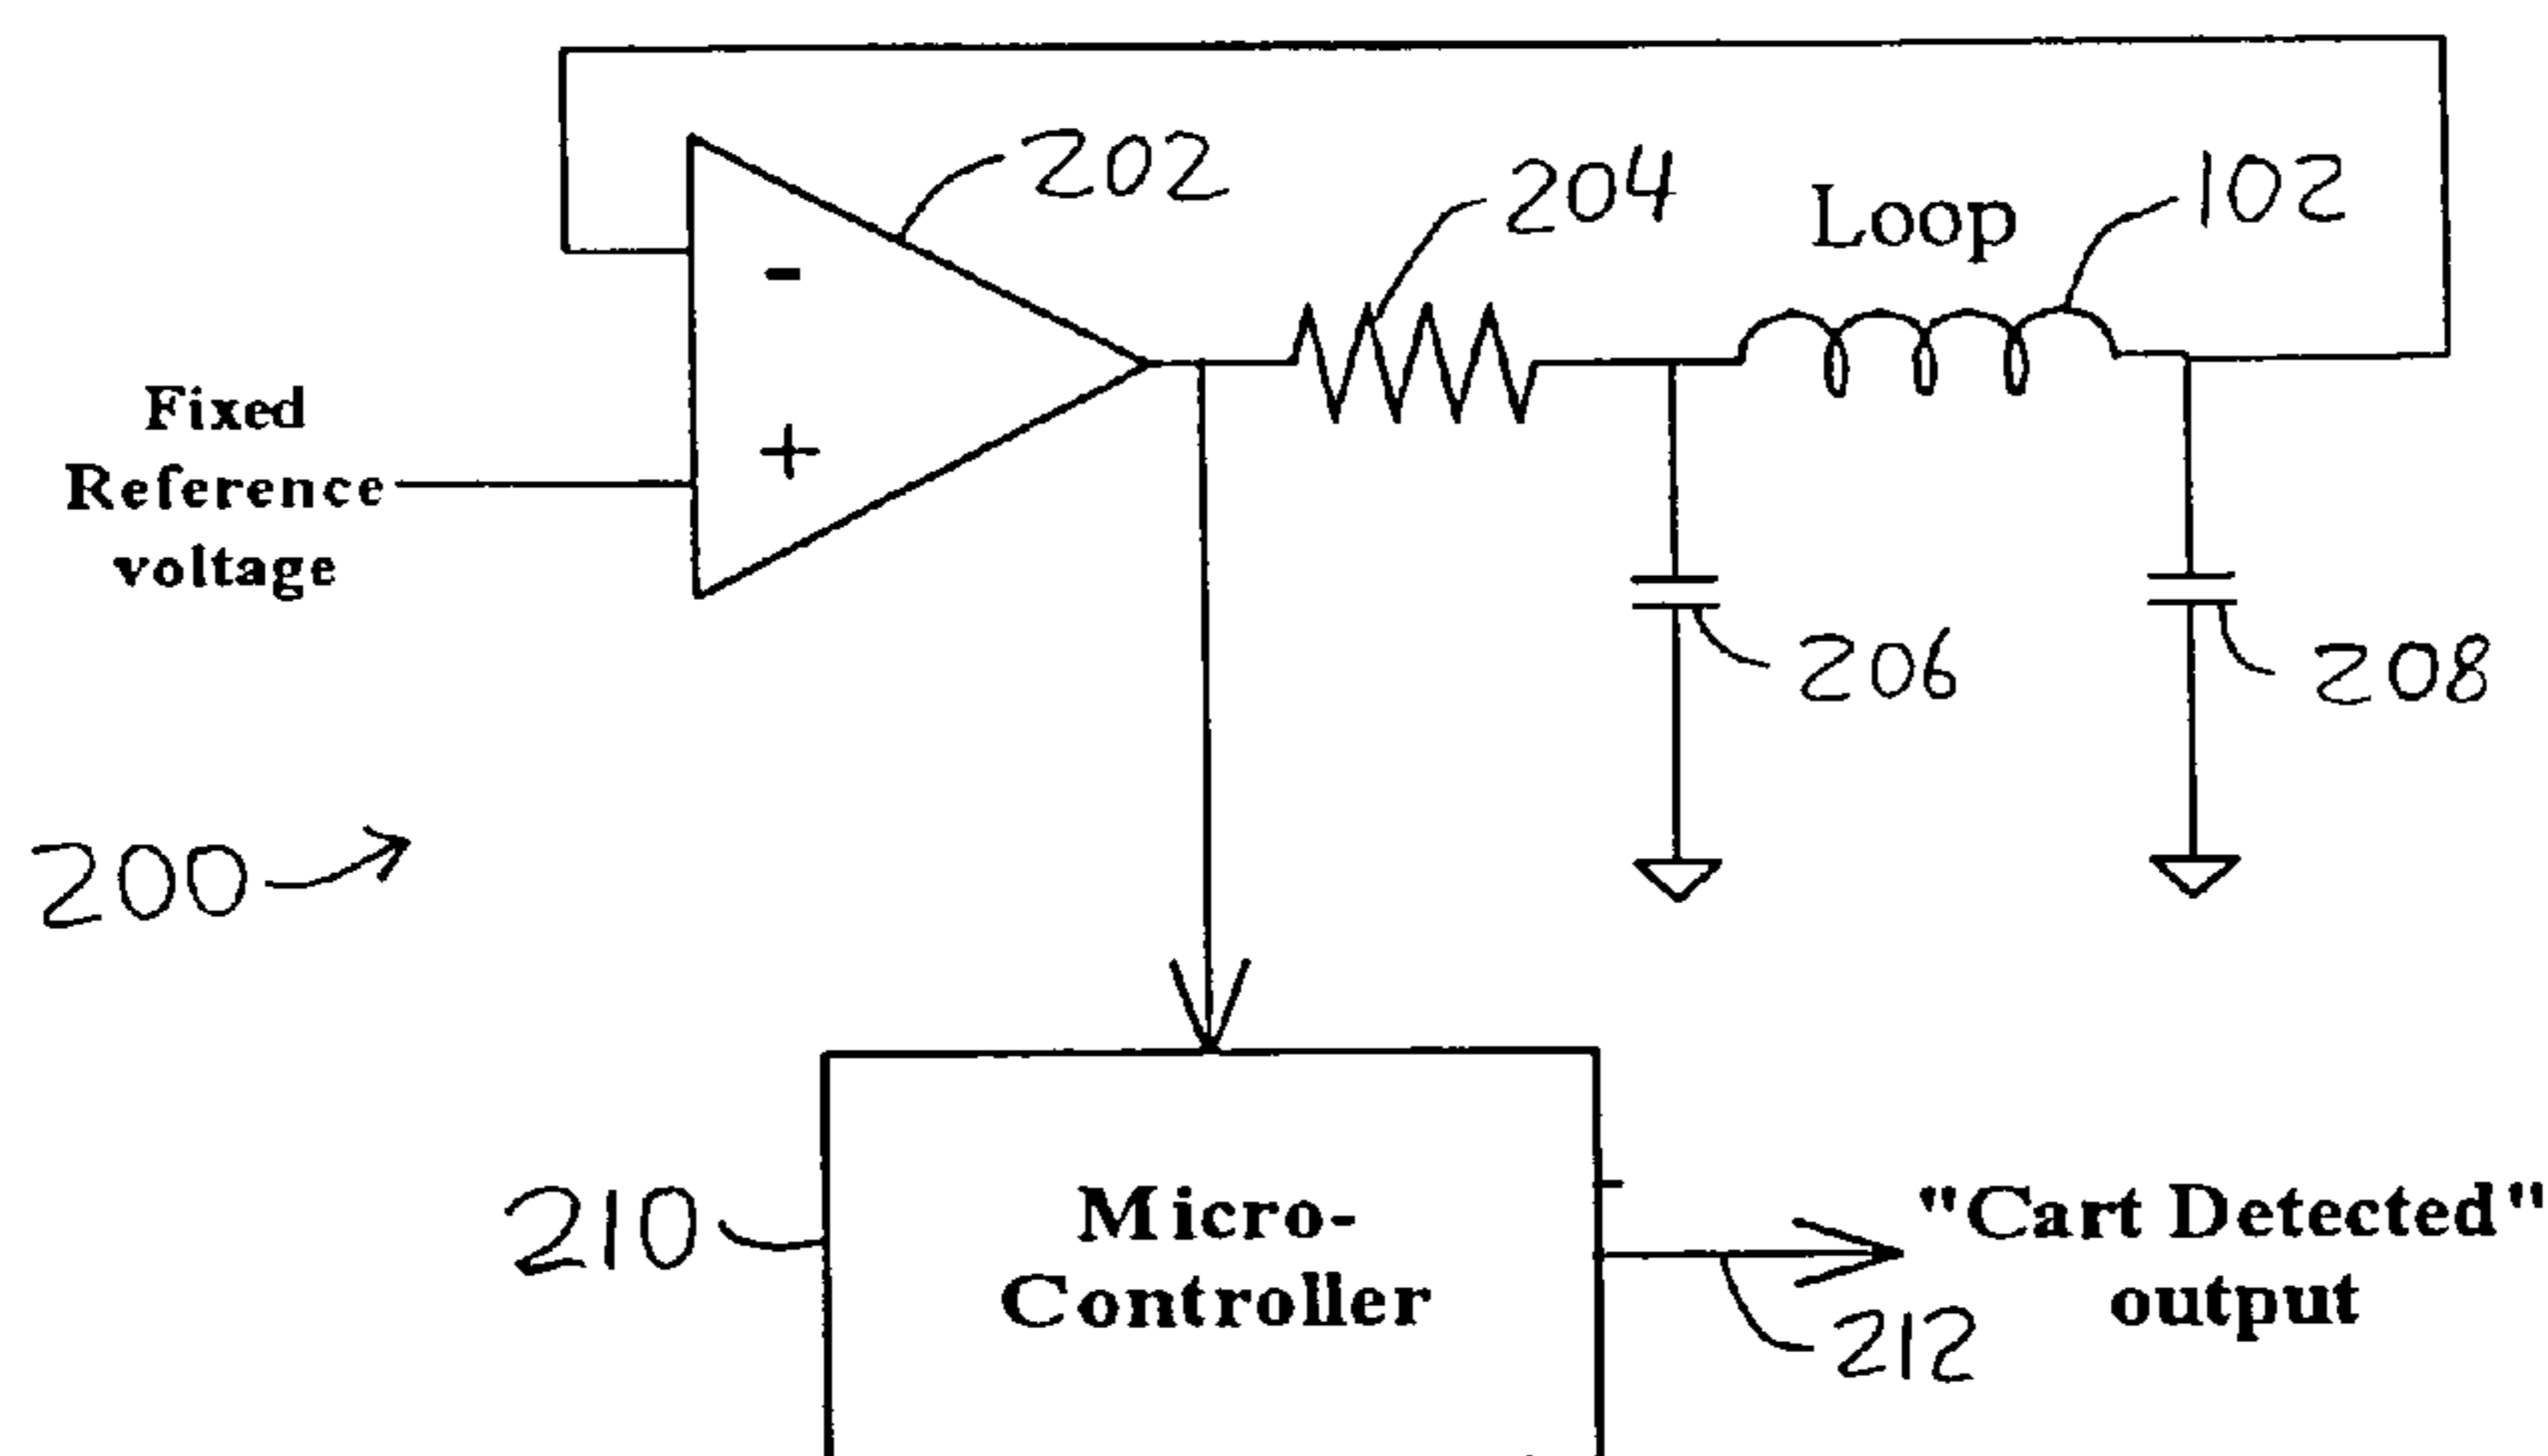 202
204
Loop
102
-
+
Fixed
Reference
voltage
206
208
200
210
Micro-
Controller
"Cart Detected"
output
212